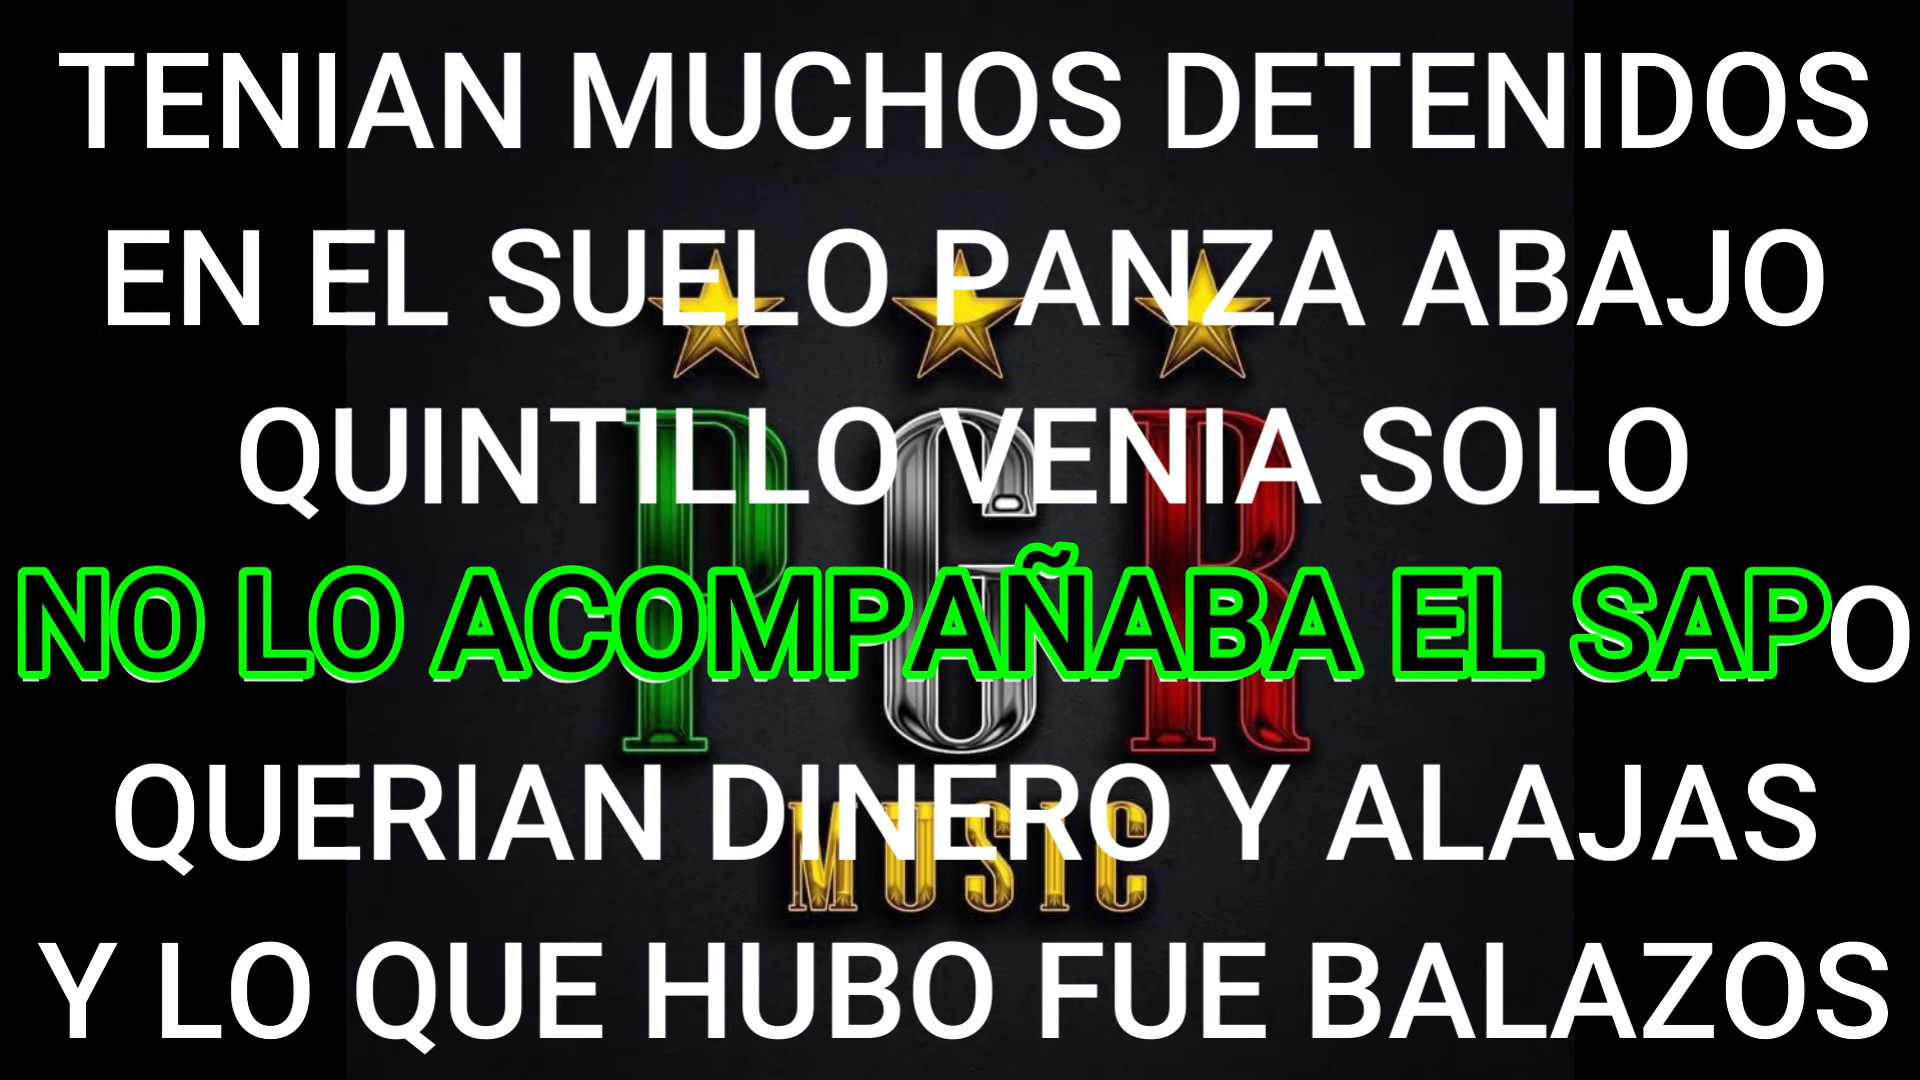 TENIAN MUCHOS DETENIDOS
EN EL SUELO PANZA ABAJO
QUINTILLO VENIA SOLO
NO LO ACOMPAÑABA EL SAPO
QUERIAN DINERO Y ALAJAS
Y LO QUE HUBO FUE BALAZOS
PGR
MUSIC